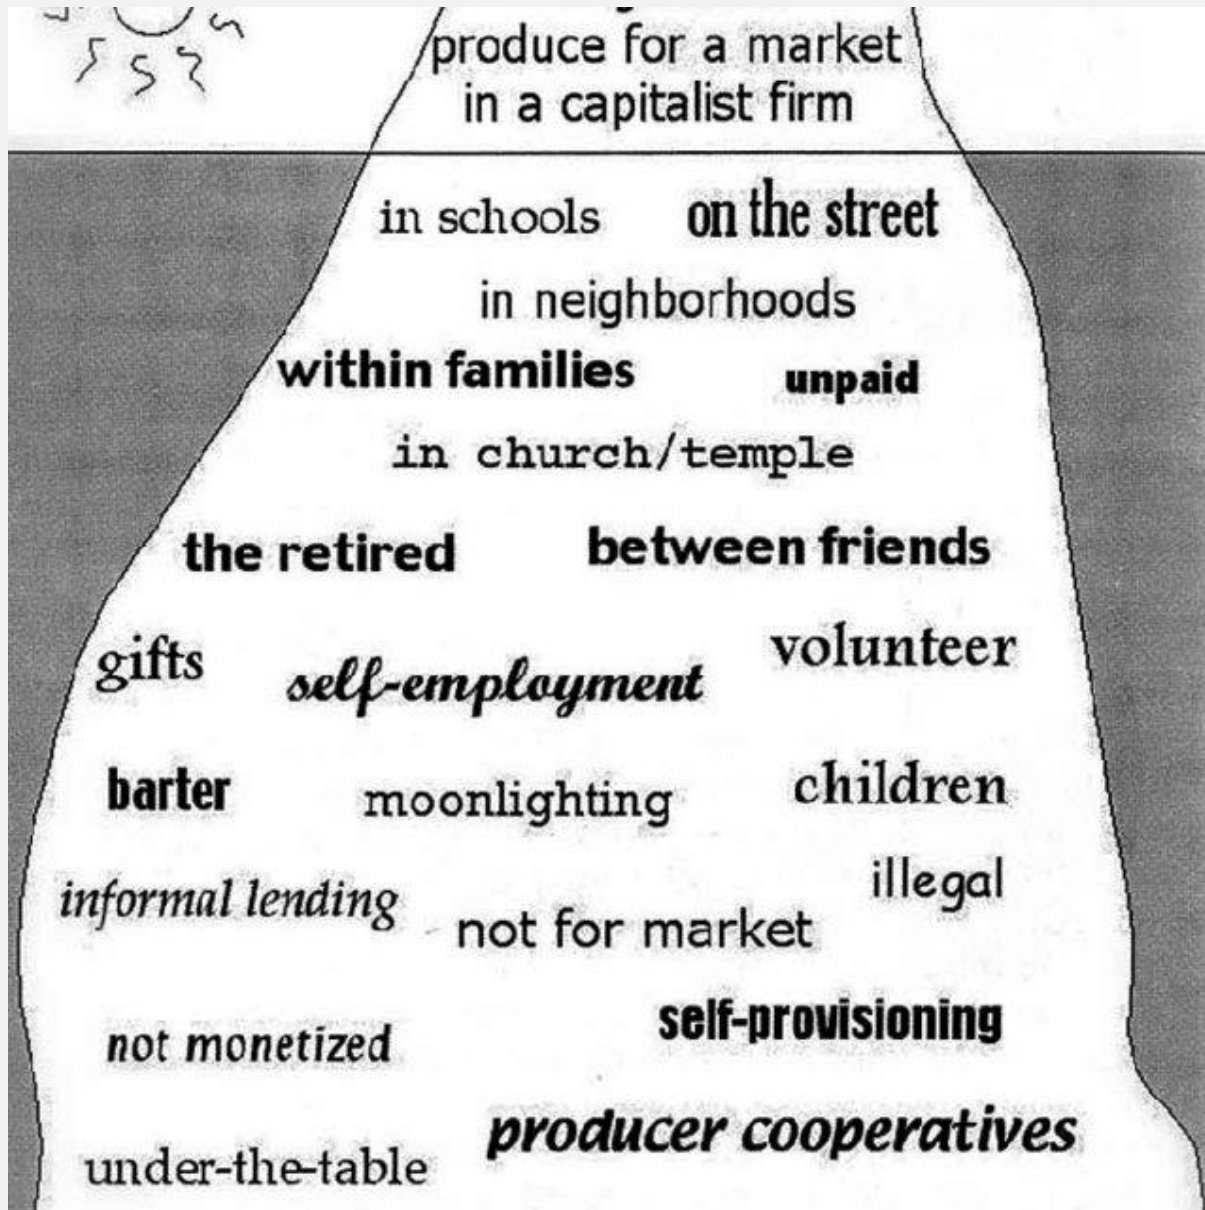 produce for a market
in a capitalist firm
in schools on the street
in neighborhoods
within families unpaid
in church/temple
the retired between friends
gifts self-employment volunteer
barter moonlighting children
informal lending not for market illegal
not monetized self-provisioning
under-the-table producer cooperatives